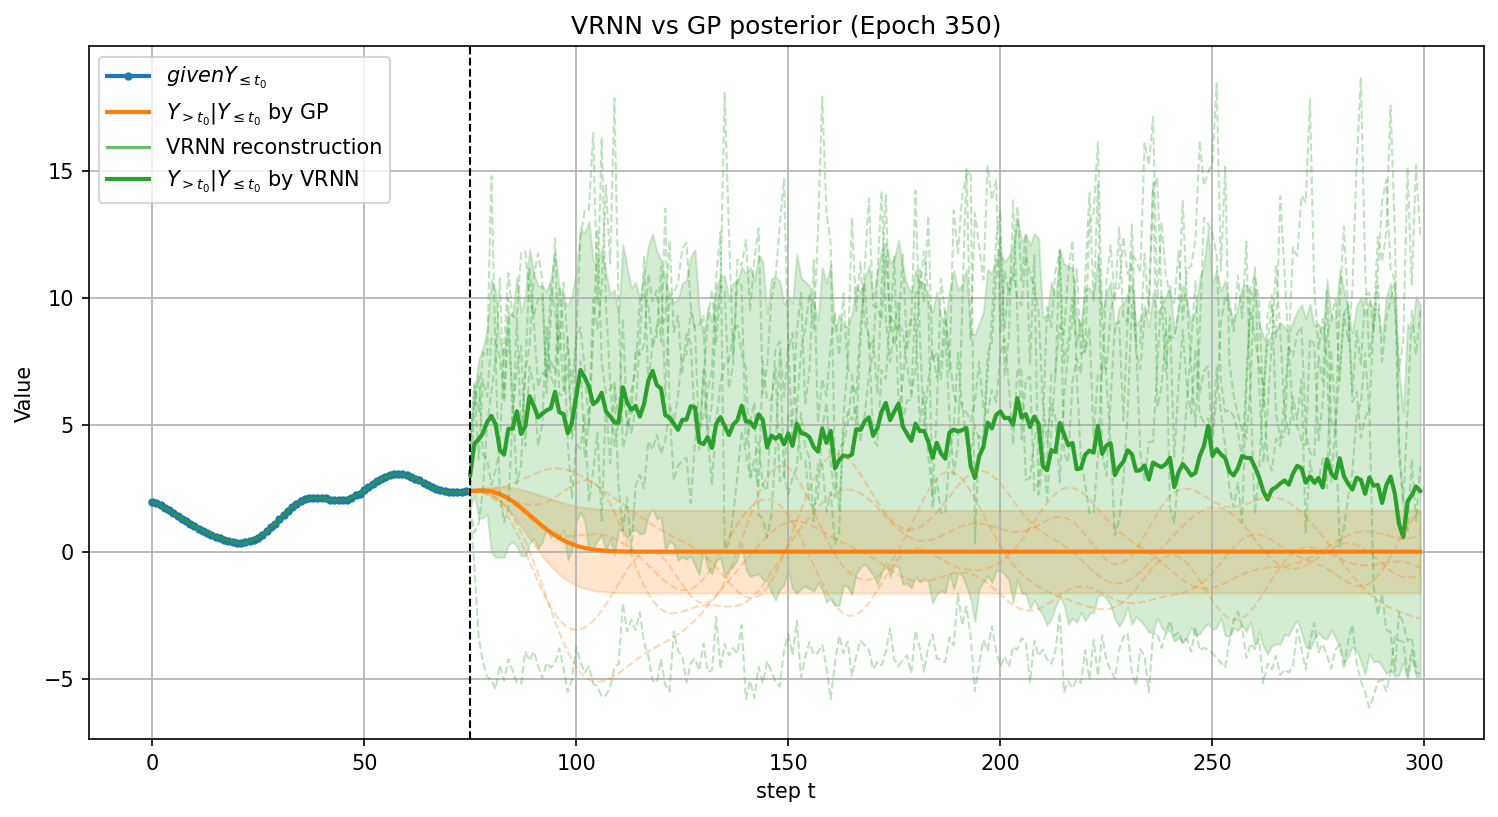 VRNN vs GP posterior (Epoch 350)
givenY≤t₀
Y>t₀|Y≤t₀ by GP
VRNN reconstruction
Y>t₀|Y≤t₀ by VRNN
Value
15
10
5
0
−5
0 50 100 150 200 250 300
step t